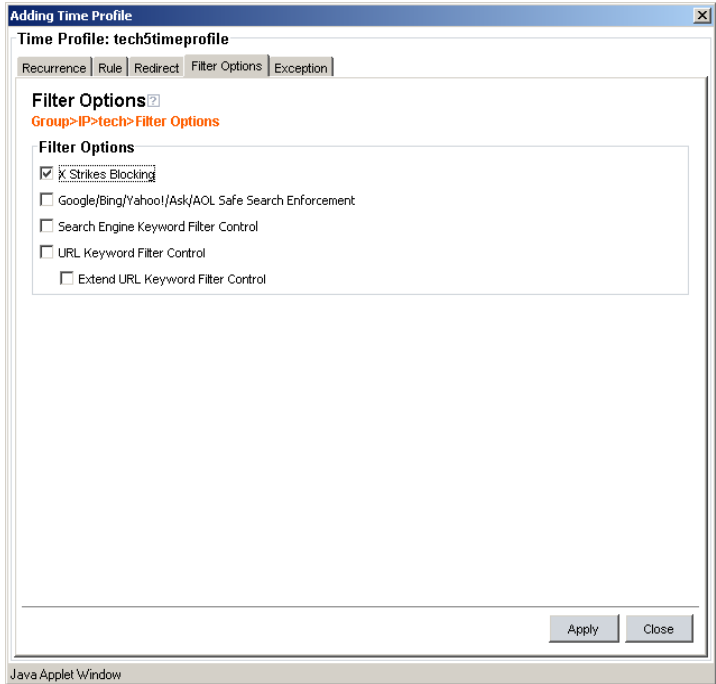 Adding Time Profile
Time Profile: tech5timeprofile
Recurrence Rule Redirect Filter Options Exception
Filter Options ?
Group>IP>tech>Filter Options
Filter Options
X Strikes Blocking
Google/Bing/Yahoo!/Ask/AOL Safe Search Enforcement
Search Engine Keyword Filter Control
URL Keyword Filter Control
Extend URL Keyword Filter Control
Apply Close
Java Applet Window